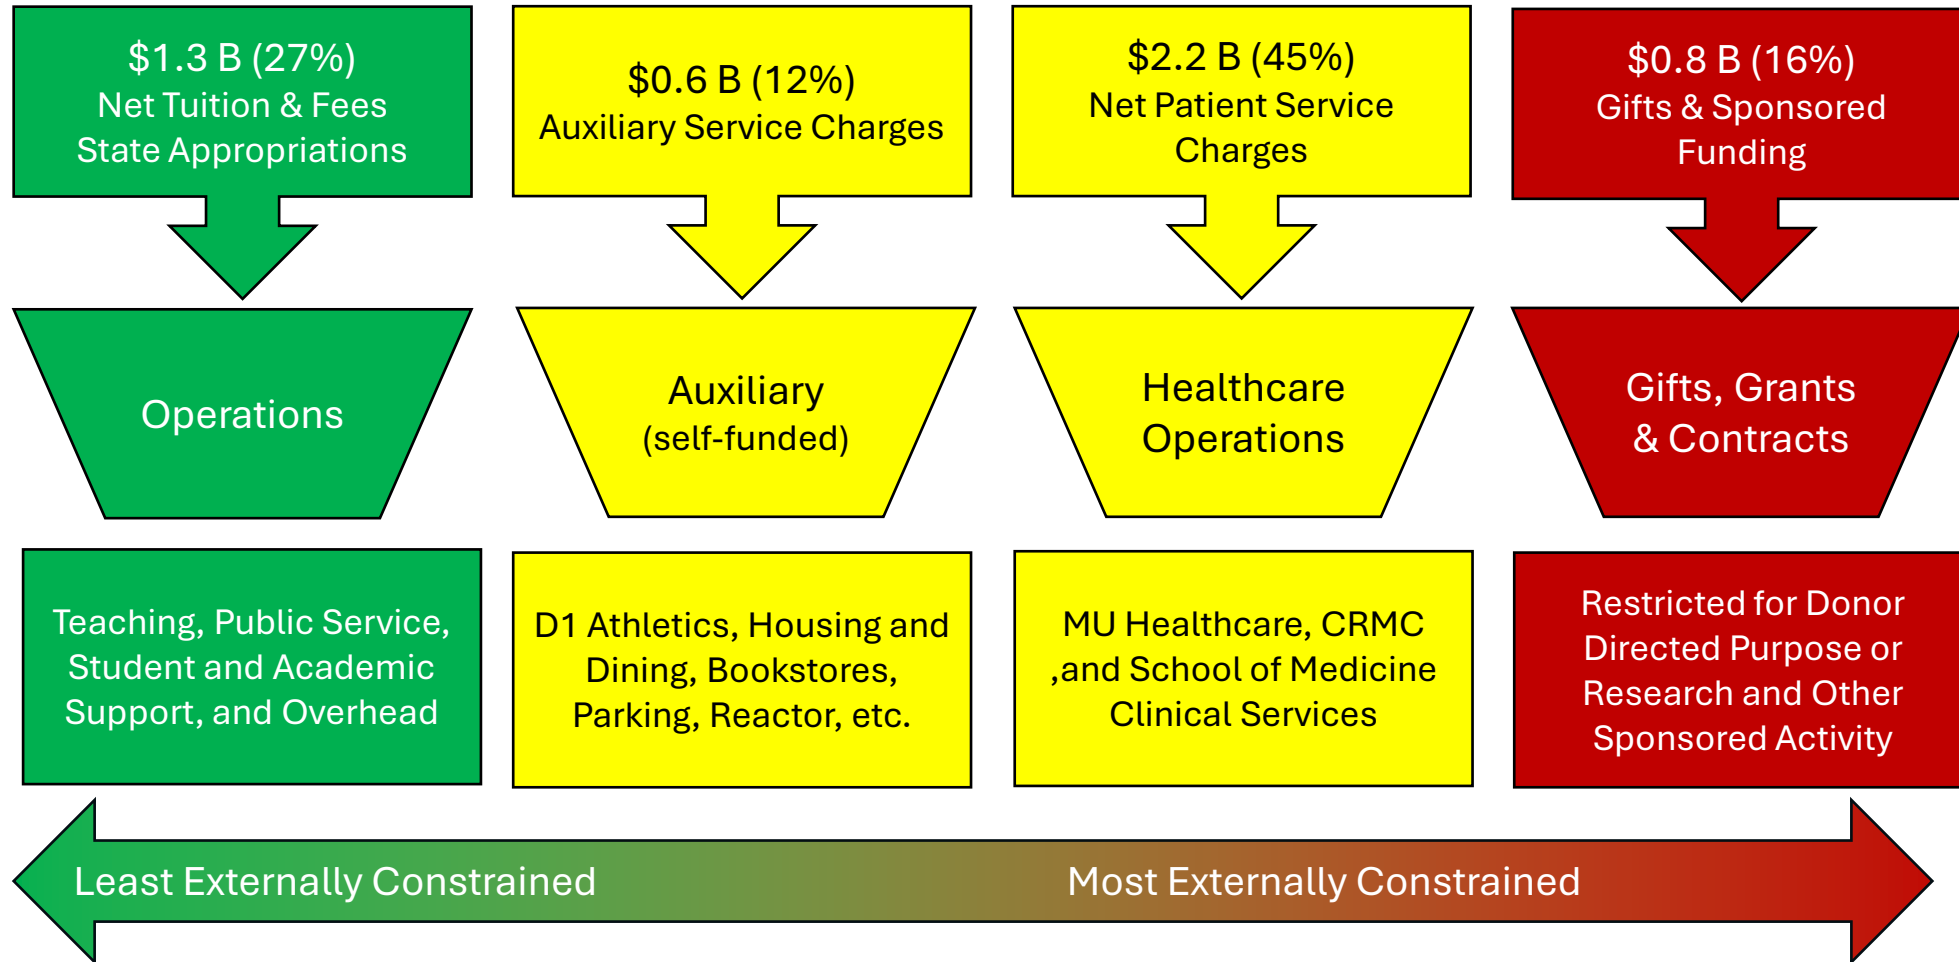 $1.3 B (27%)
Net Tuition & Fees
State Appropriations
$0.6 B (12%)
Auxiliary Service Charges
$2.2 B (45%)
Net Patient Service
Charges
$0.8 B (16%)
Gifts & Sponsored
Funding
Operations
Auxiliary
(self-funded)
Healthcare
Operations
Gifts, Grants
& Contracts
Teaching, Public Service,
Student and Academic
Support, and Overhead
D1 Athletics, Housing and
Dining, Bookstores,
Parking, Reactor, etc.
MU Healthcare, CRMC
,and School of Medicine
Clinical Services
Restricted for Donor
Directed Purpose or
Research and Other
Sponsored Activity
Least Externally Constrained
Most Externally Constrained